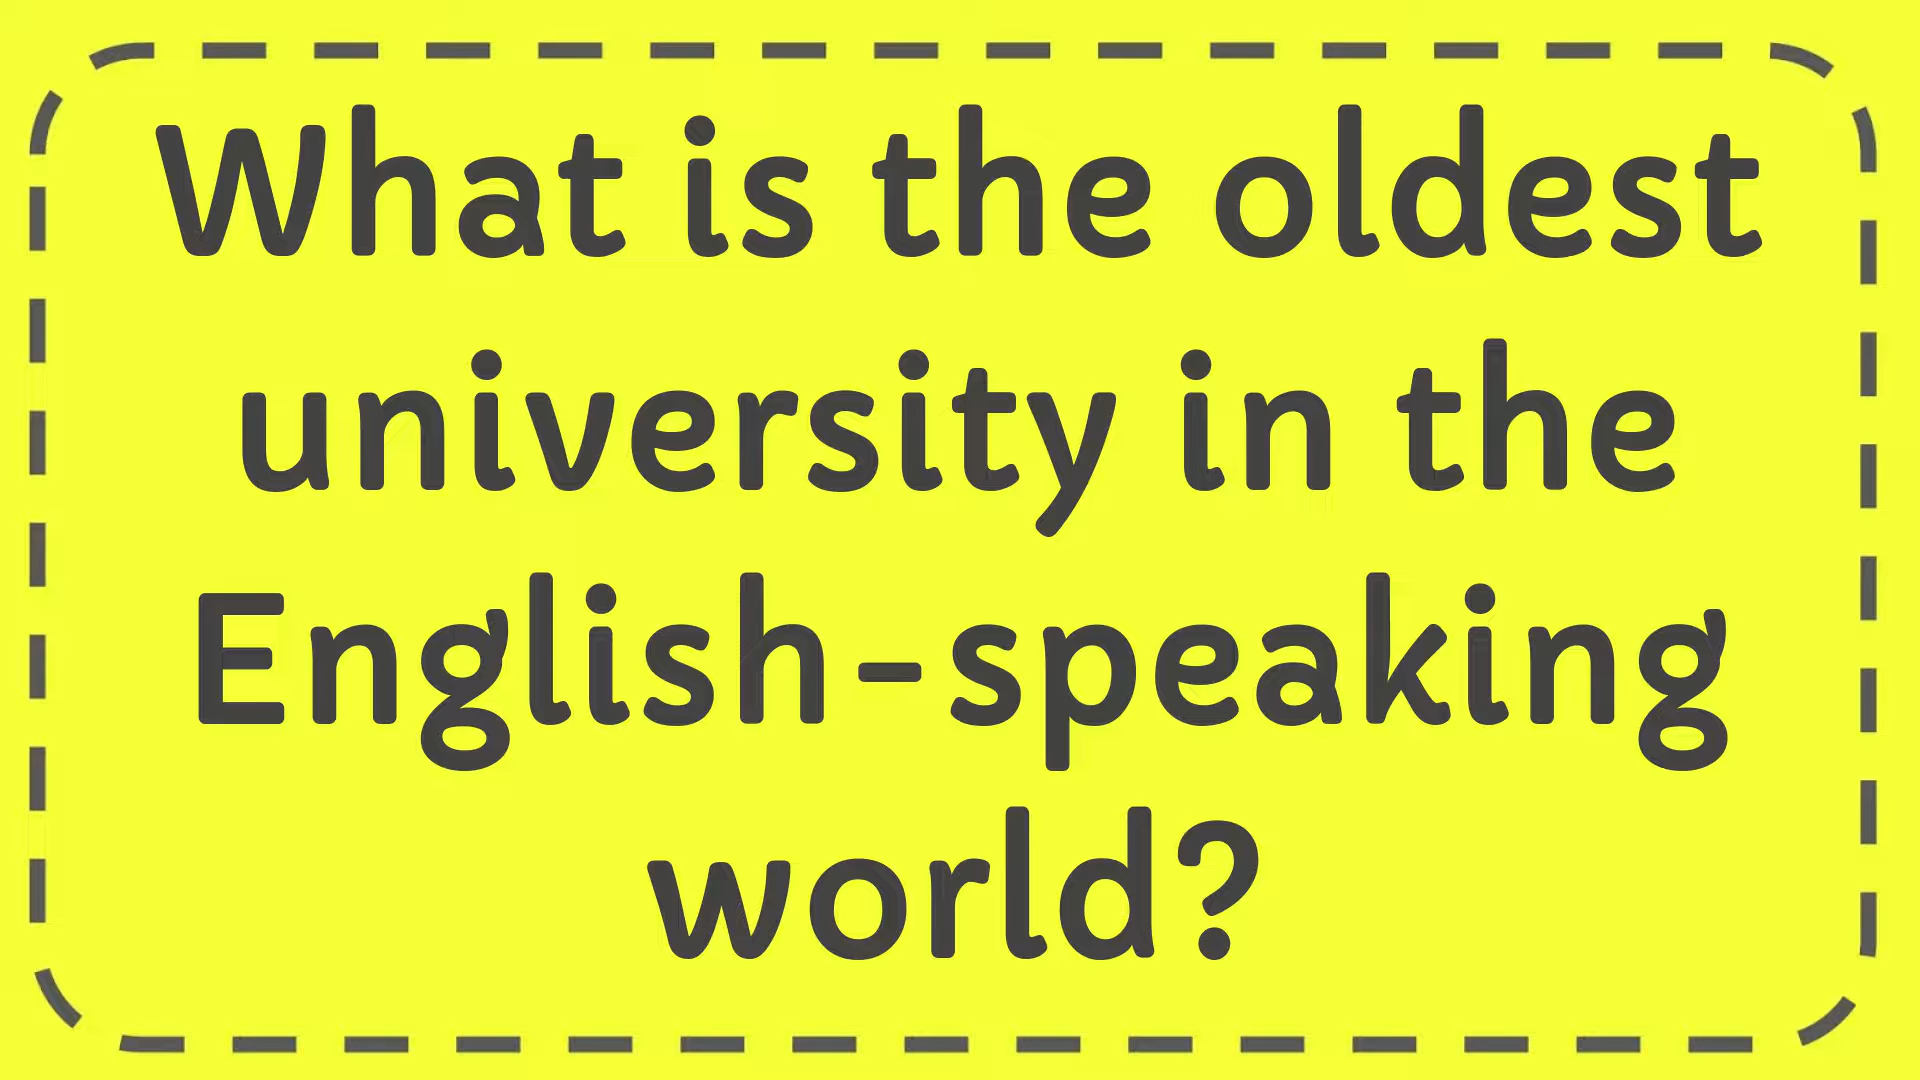 What is the oldest
university in the
English-speaking
world?